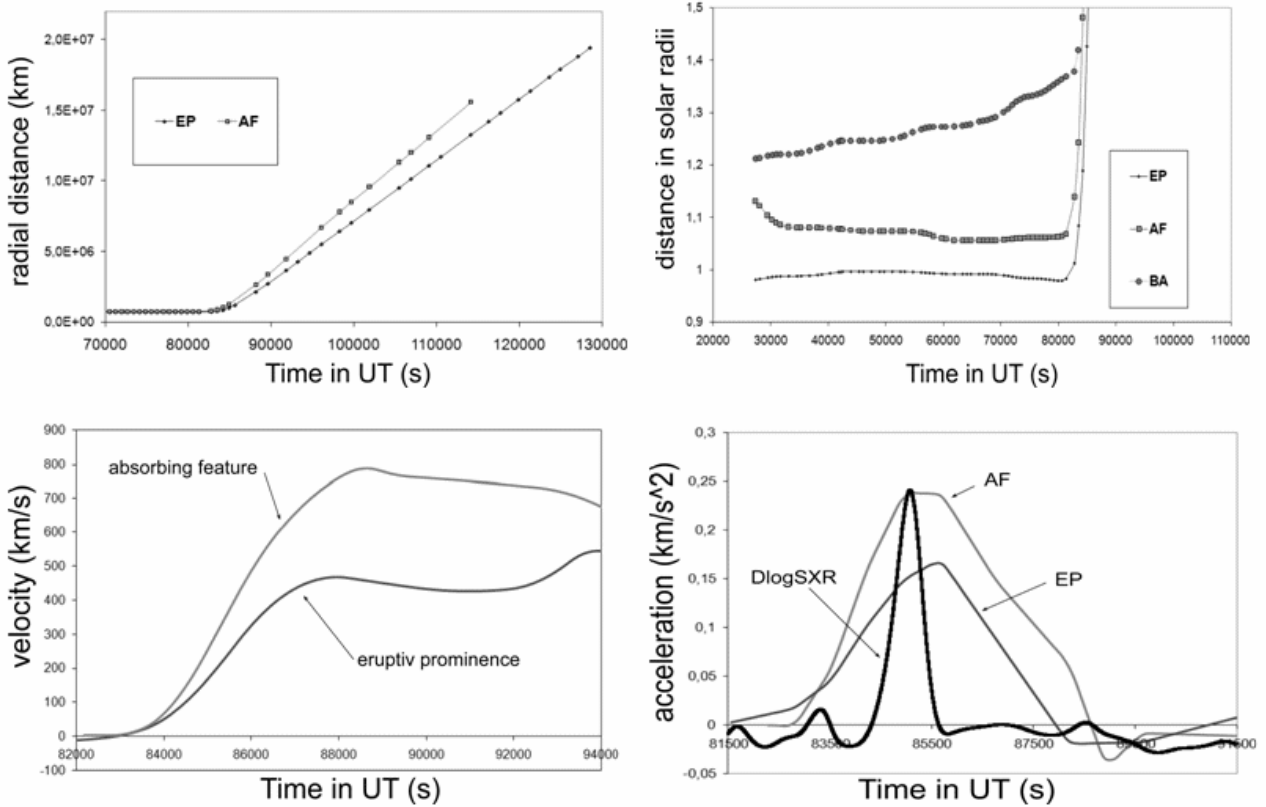 radial distance (km)
2.0E+07
1.5E+07
1.0E+07
5.0E+06
0.0E+00
EP AF
70000 80000 90000 100000 110000 120000 130000
Time in UT (s)
distance in solar radii
1,5
1,4
1,3
1,2
1,1
1
0,9
EP
AF
BA
20000 30000 40000 50000 60000 70000 80000 90000 100000 110000
Time in UT (s)
velocity (km/s)
900
800
700
600
500
400
300
200
100
0
-100
absorbing feature
eruptiv prominence
82000 84000 86000 88000 90000 92000 94000
Time in UT (s)
acceleration (km/s^2)
0,3
0,25
0,2
0,15
0,1
0,05
0
-0,05
AF
DlogSXR
EP
81500 83500 85500 87500
Time in UT (s)